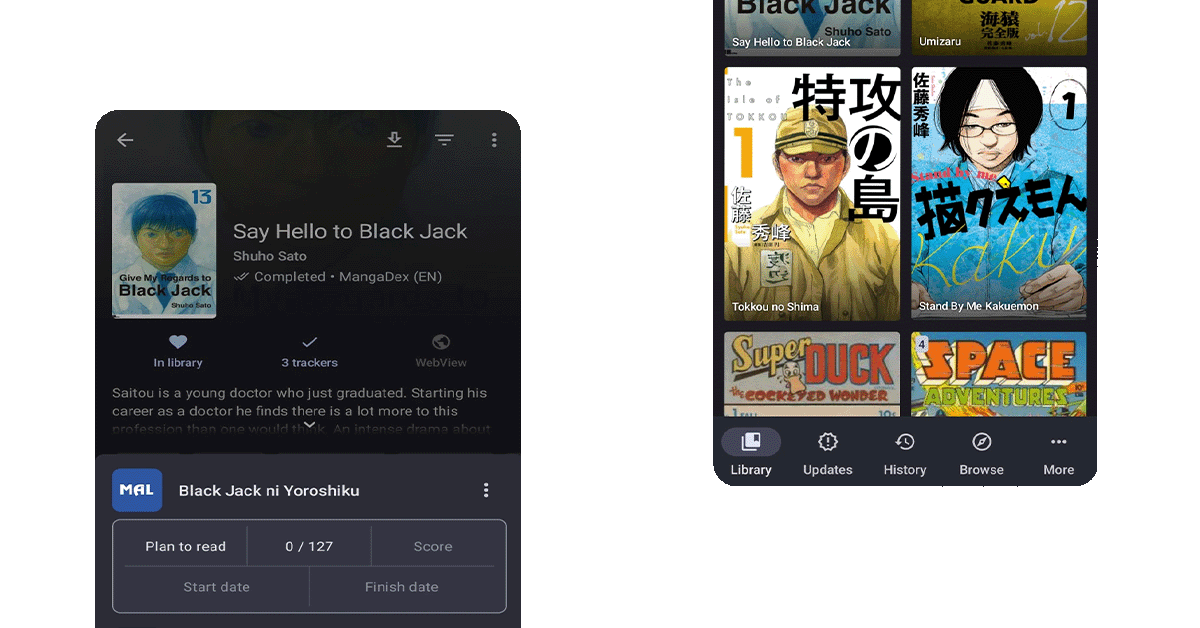 13
Give My Regards to
Black Jack
Shuho Sato
Say Hello to Black Jack
Shuho Sato
Completed • MangaDex (EN)
In library
3 trackers
WebView
Saitou is a young doctor who just graduated. Starting his
career as a doctor he finds there is a lot more to this
profession than one would think. An intense drama about
MAL
Black Jack ni Yoroshiku
Plan to read
0 / 127
Score
Start date
Finish date
Black Jack
Shuho Sato
Say Hello to Black Jack
GUARD
海猿
完全版
12
Umizaru
The
Isle of
TOKKOU
特攻の島
1
佐藤
秀峰
Tokkou no Shima
佐藤秀峰
1
Stand by me
描クえもん
Kaku
Stand By Me Kakuemon
Super DUCK
the COCKEYED WONDER
1 FALL
10¢
4
SPACE
ADVENTURES
10¢
Library
Updates
History
Browse
More